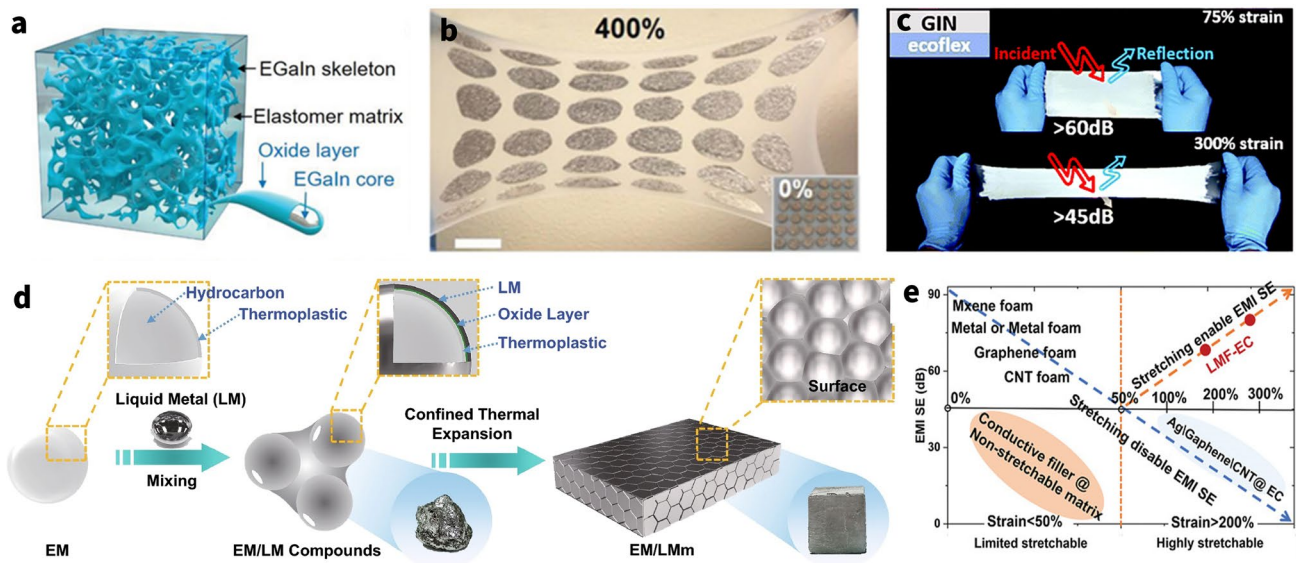 a
EGaIn skeleton
Elastomer matrix
Oxide layer
EGaIn core
b
400%
0%
c
GIN
ecoflex
75% strain
Incident
Reflection
>60dB
300% strain
>45dB
d
Hydrocarbon
Thermoplastic
LM
Oxide Layer
Thermoplastic
Surface
Liquid Metal (LM)
Mixing
Confined Thermal
Expansion
EM
EM/LM Compounds
EM/LMm
e
EMI SE (dB)
90
60
30
0
Mxene foam
Metal or Metal foam
Graphene foam
CNT foam
Stretching enable EMI SE
LMF-EC
0%
50%
100%
200%
300%
Conductive filler @
Non-stretchable matrix
Stretching disable EMI SE
Ag|Gaphene|CNT@ EC
Strain<50%
Strain>200%
Limited stretchable
Highly stretchable